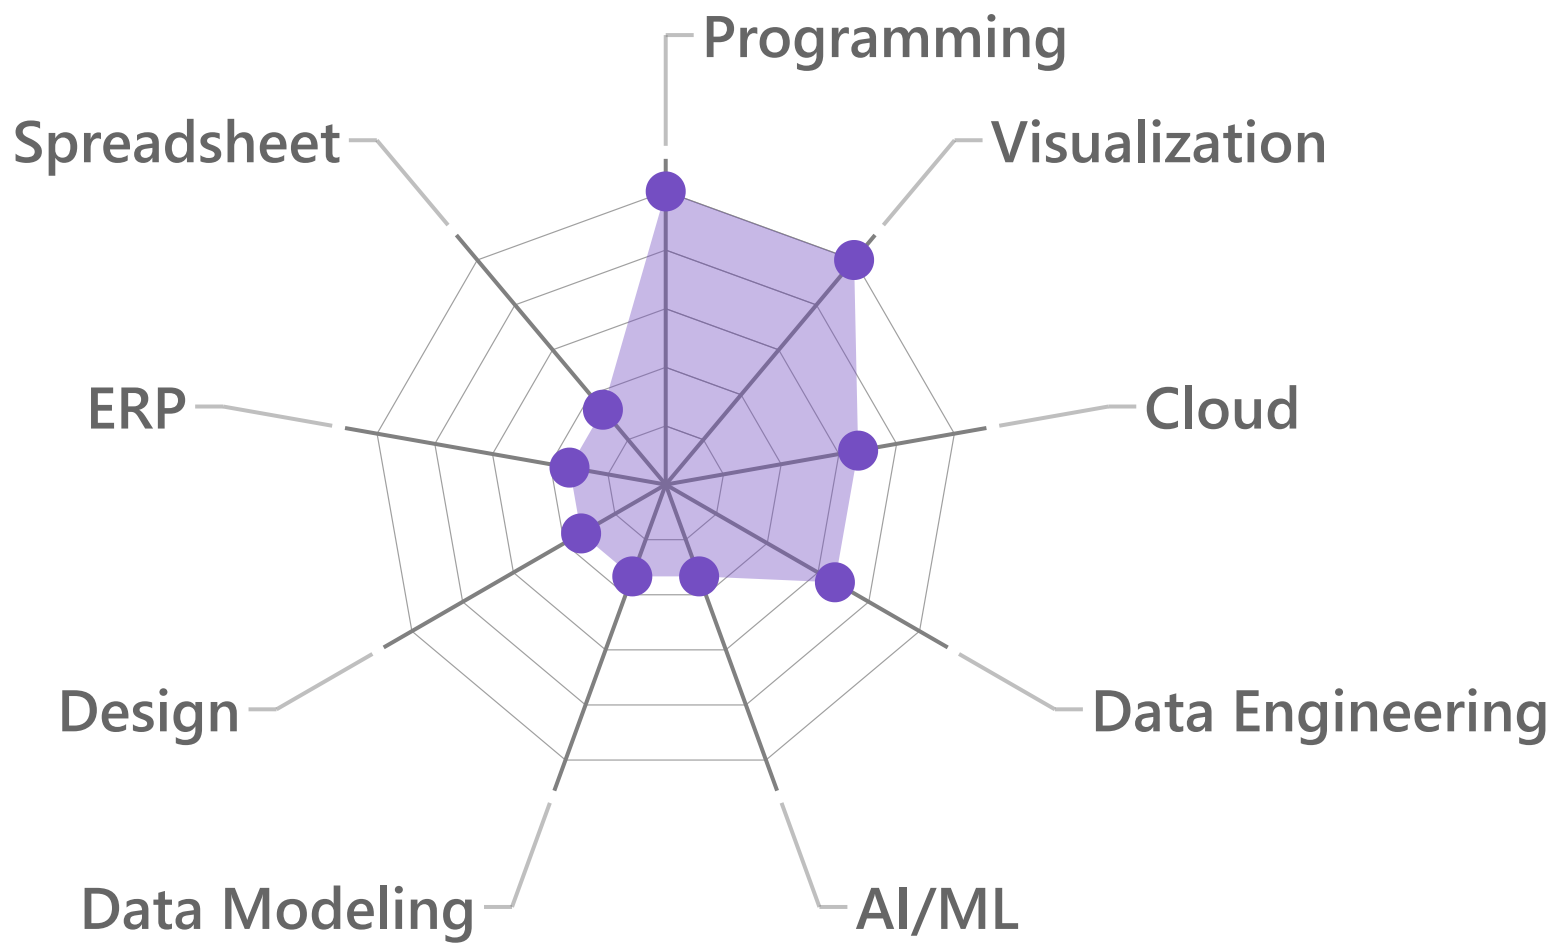 Programming
Spreadsheet
Visualization
ERP
Cloud
Design
Data Engineering
Data Modeling
AI/ML